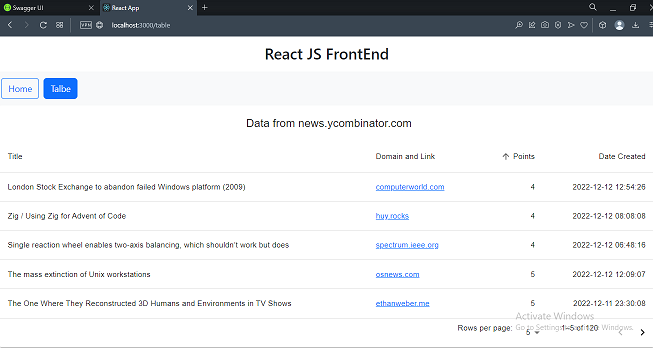 Swagger UI
React App
VPN
localhost:3000/table
React JS FrontEnd
Home
Talbe
Data from news.ycombinator.com
Title Domain and Link Points Date Created
London Stock Exchange to abandon failed Windows platform (2009) computerworld.com 4 2022-12-12 12:54:26
Zig / Using Zig for Advent of Code huy.rocks 4 2022-12-12 08:08:08
Single reaction wheel enables two-axis balancing, which shouldn't work but does spectrum.ieee.org 4 2022-12-12 06:48:16
The mass extinction of Unix workstations osnews.com 5 2022-12-12 12:09:07
The One Where They Reconstructed 3D Humans and Environments in TV Shows ethanweber.me 5 2022-12-11 23:30:08
Activate Windows
Rows per page: 5 1–5 of 120
Go to Settings Windows.